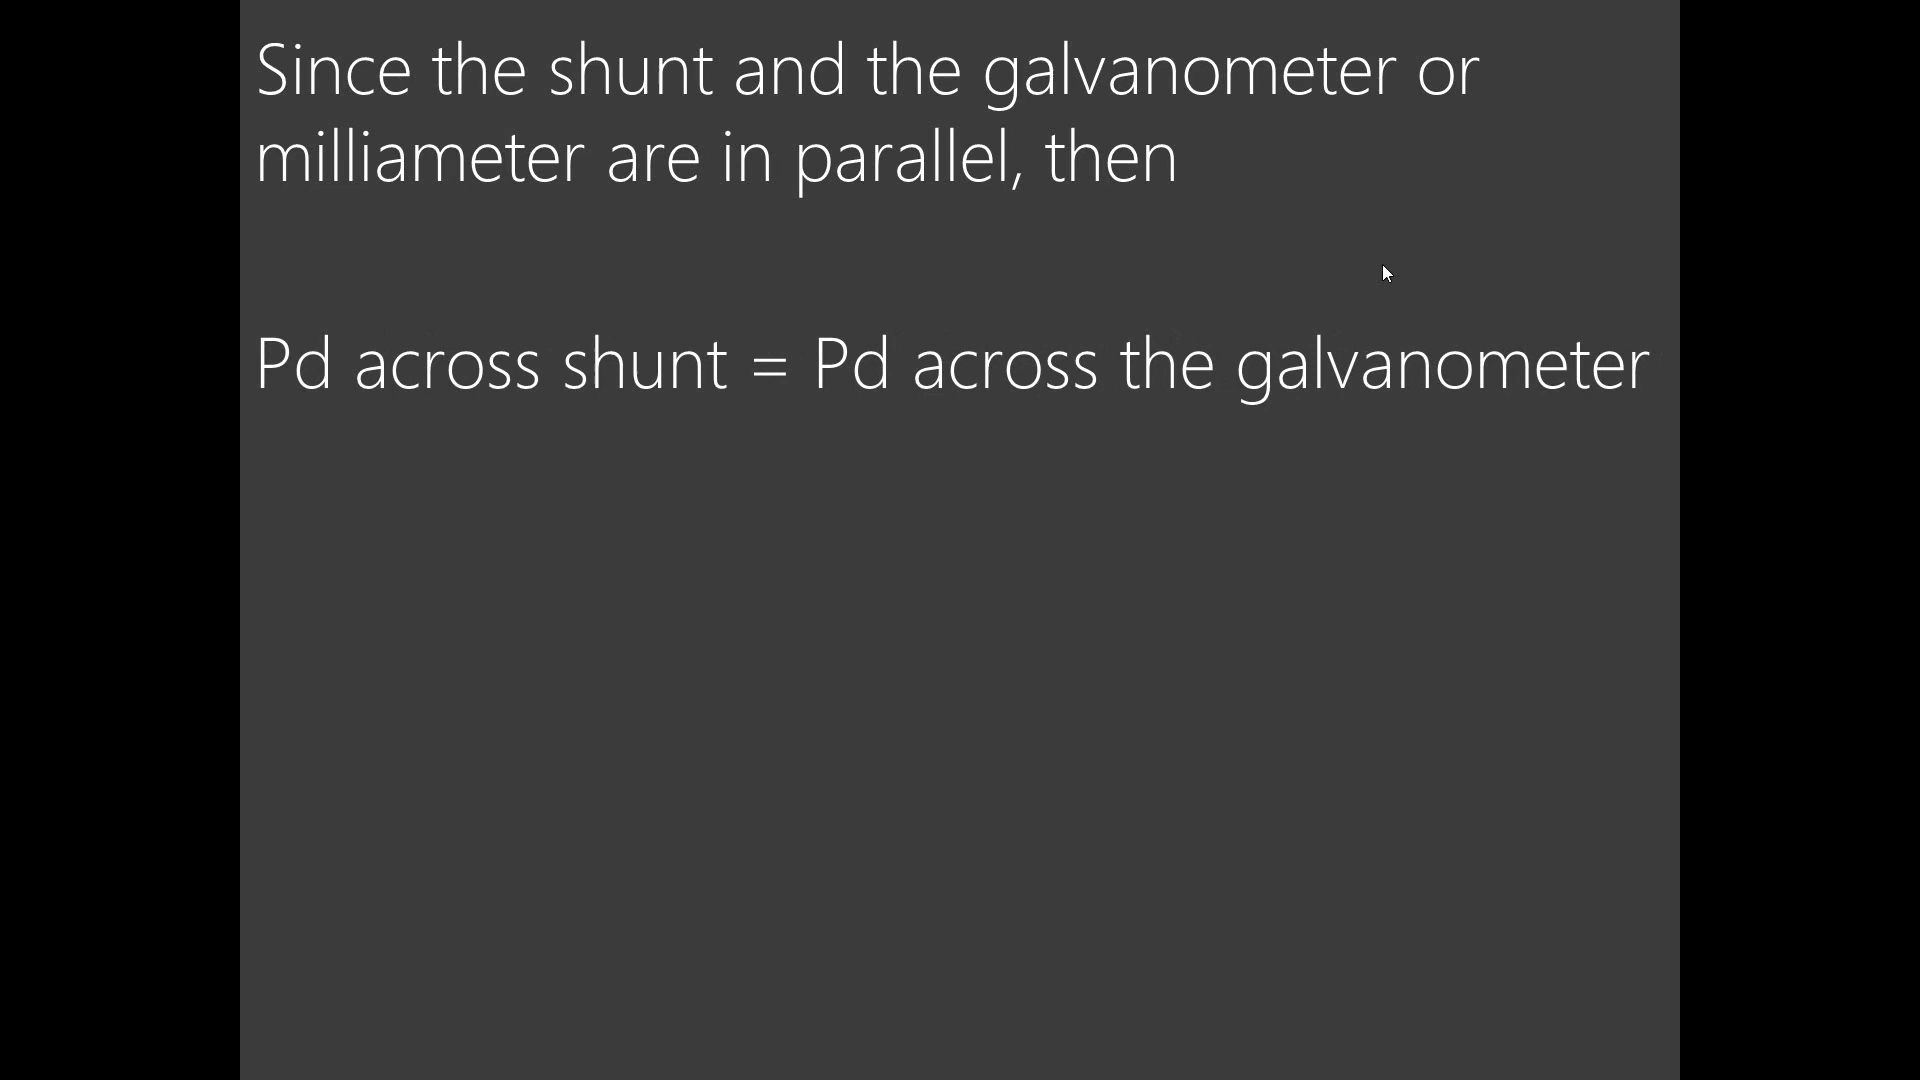 Since the shunt and the galvanometer or
milliameter are in parallel, then
Pd across shunt = Pd across the galvanometer